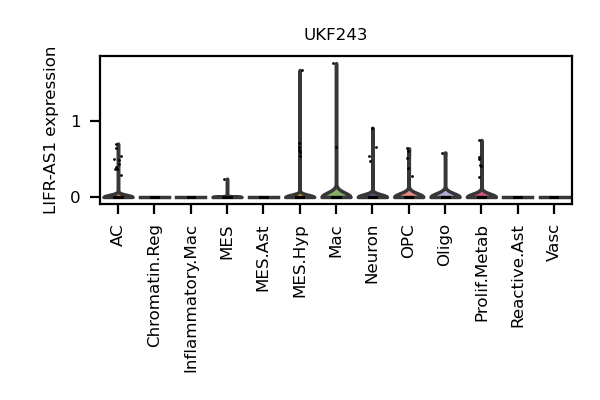 UKF243
LIFR-AS1 expression
1
0
AC
Chromatin.Reg
Inflammatory.Mac
MES
MES.Ast
MES.Hyp
Mac
Neuron
OPC
Oligo
Prolif.Metab
Reactive.Ast
Vasc